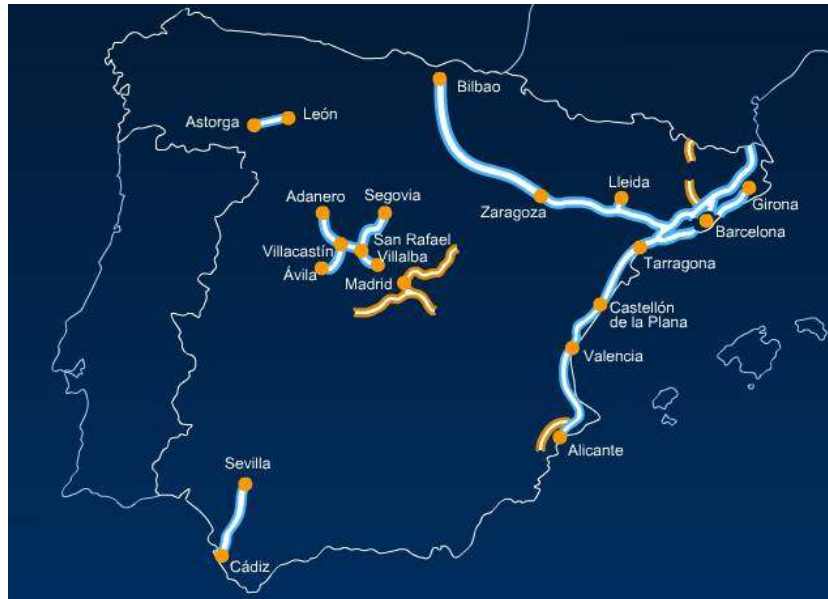 Bilbao
León
Astorga
Lleida
Adanero
Segovia
Zaragoza
Girona
Barcelona
Villacastín
San Rafael
Villalba
Ávila
Madrid
Tarragona
Castellón
de la Plana
Valencia
Alicante
Sevilla
Cádiz